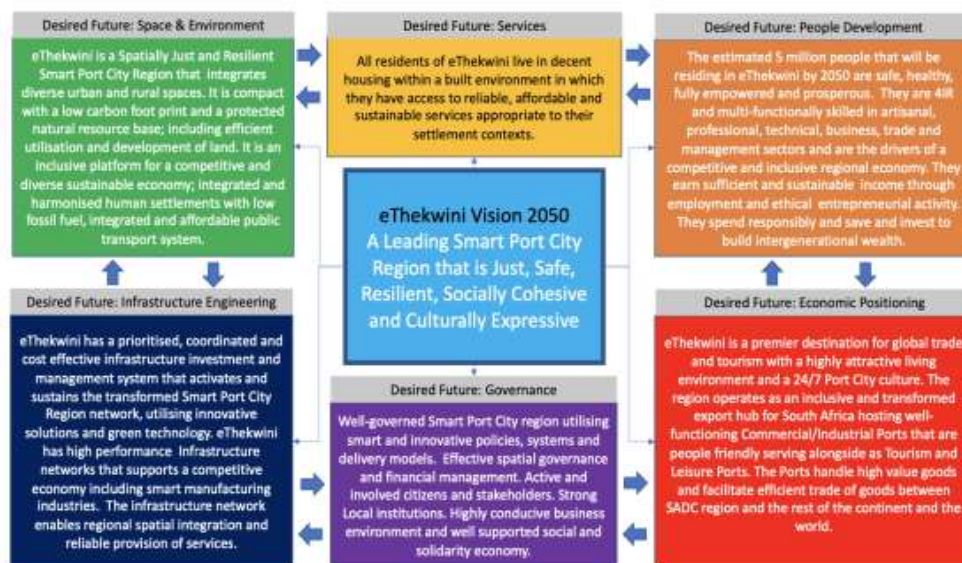 Desired Future: Space & Environment
eThekwini is a Spatially Just and Resilient
Smart Port City Region that integrates
diverse urban and rural spaces. It is compact
with a low carbon foot print and a protected
natural resource base; including efficient
utilisation and development of land. It is an
inclusive platform for a competitive and
diverse sustainable economy; integrated and
harmonised human settlements with low
fossil fuel, integrated and affordable public
transport system.
Desired Future: Services
All residents of eThekwini live in decent
housing within a built environment in which
they have access to reliable, affordable and
sustainable services appropriate to their
settlement contexts.
Desired Future: People Development
The estimated 5 million people that will be
residing in eThekwini by 2050 are safe, healthy,
fully empowered and prosperous. They are 4IR
and multi-functionally skilled in artisanal,
professional, technical, business, trade and
management sectors and are the drivers of a
competitive and inclusive regional economy. They
earn sufficient and sustainable income through
employment and ethical entrepreneurial activity.
They spend responsibly and save and invest to
build intergenerational wealth.
eThekwini Vision 2050
A Leading Smart Port City
Region that is Just, Safe,
Resilient, Socially Cohesive
and Culturally Expressive
Desired Future: Infrastructure Engineering
eThekwini has a prioritised, coordinated and
cost effective infrastructure investment and
management system that activates and
sustains the transformed Smart Port City
Region network, utilising innovative
solutions and green technology. eThekwini
has high performance Infrastructure
networks that supports a competitive
economy including smart manufacturing
industries. The infrastructure network
enables regional spatial integration and
reliable provision of services.
Desired Future: Governance
Well-governed Smart Port City region utilising
smart and innovative policies, systems and
delivery models. Effective spatial governance
and financial management. Active and
involved citizens and stakeholders. Strong
Local Institutions. Highly conducive business
environment and well supported social and
solidarity economy.
Desired Future: Economic Positioning
eThekwini is a premier destination for global trade
and tourism with a highly attractive living
environment and a 24/7 Port City culture. The
region operates as an inclusive and transformed
export hub for South Africa hosting well-
functioning Commercial/Industrial Ports that are
people friendly serving alongside as Tourism and
Leisure Ports. The Ports handle high value goods
and facilitate efficient trade of goods between
SADC region and the rest of the continent and the
world.